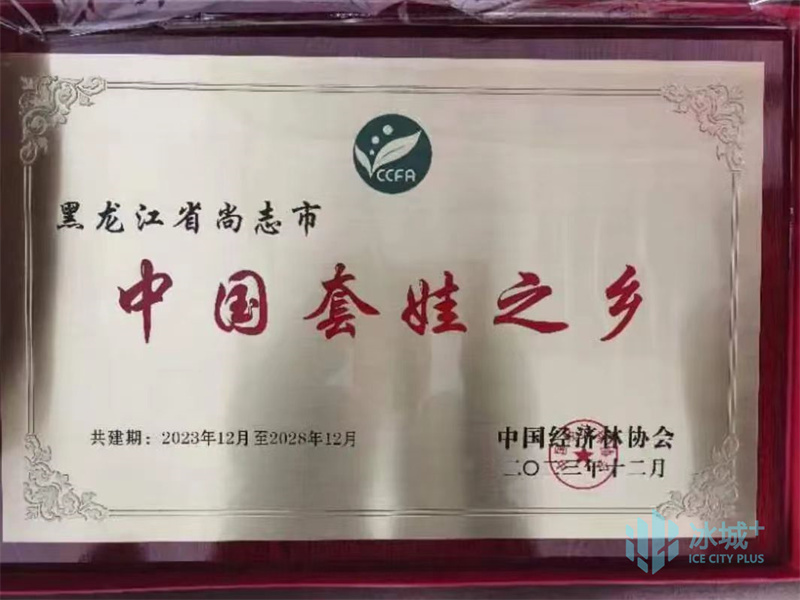 CCFA
黑龙江省尚志市
中国套娃之乡
共建期：2023年12月至2028年12月
中国经济林协会
二〇二三年十二月
冰城+
ICE CITY PLUS